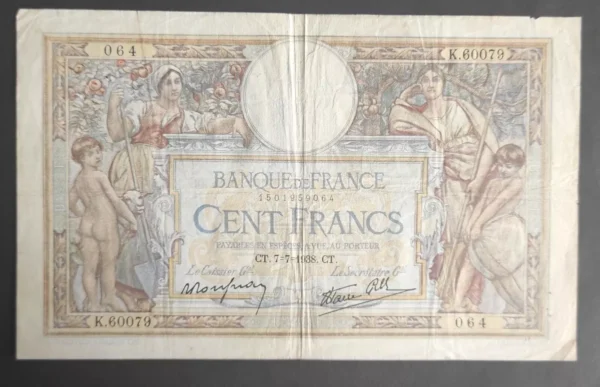 064 K.60079
BANQUE DE FRANCE
1501959064
CENT FRANCS
PAYABLES EN ESPÈCES, A VUE, AU PORTEUR
CT. 7=7=1938. CT.
Le Caissier Gal. Le Secrétaire Gal.
K.60079 064